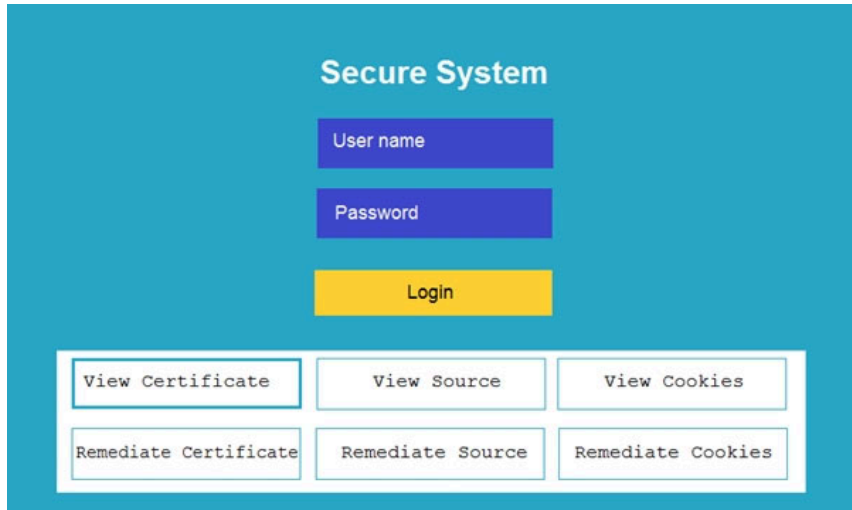 Secure System
User name
Password
Login
View Certificate View Source View Cookies
Remediate Certificate Remediate Source Remediate Cookies